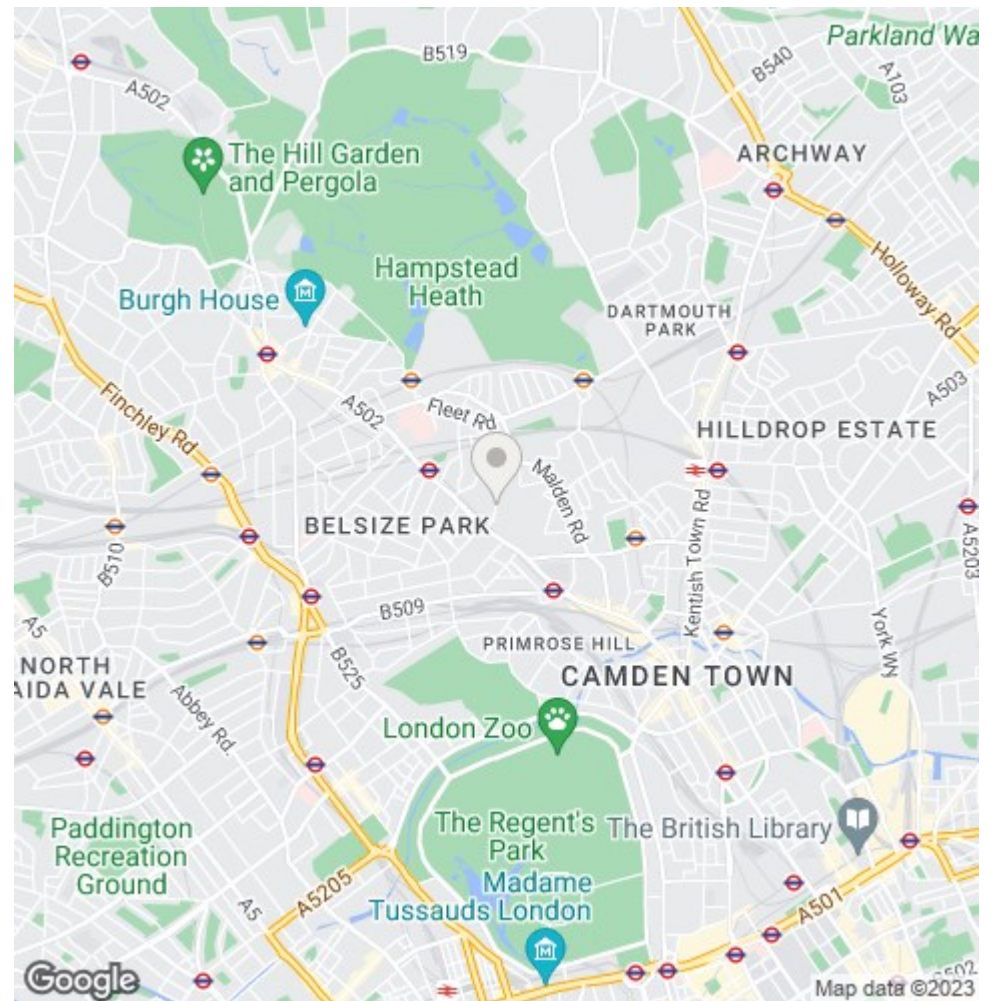 Parkland Wa
B519
B540
A103
A502
The Hill Garden
and Pergola
ARCHWAY
Hampstead
Heath
Burgh House
Holloway Rd
DARTMOUTH
PARK
A503
Finchley Rd
A502
Fleet Rd
HILLDROP ESTATE
Malden Rd
BELSIZE PARK
Kentish Town Rd
A5203
B510
B509
A5
PRIMROSE HILL
York Wy
NORTH
AIDA VALE
B525
CAMDEN TOWN
Abbey Rd.
London Zoo
Paddington
Recreation
Ground
The Regent's
Park
The British Library
Madame
Tussauds London
A5205
A5
A501
Google
Map data ©2023